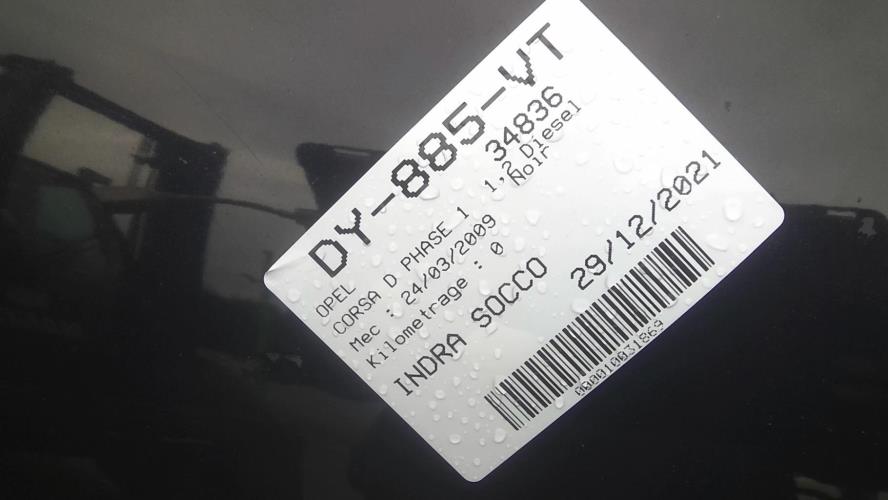 DY-885-VT
34836
OPEL
CORSA D PHASE 1 1,2 Diesel
Mec : 24/03/2009 Noir
Kilometrage : 0
INDRA SOCCO 29/12/2021
000010031869